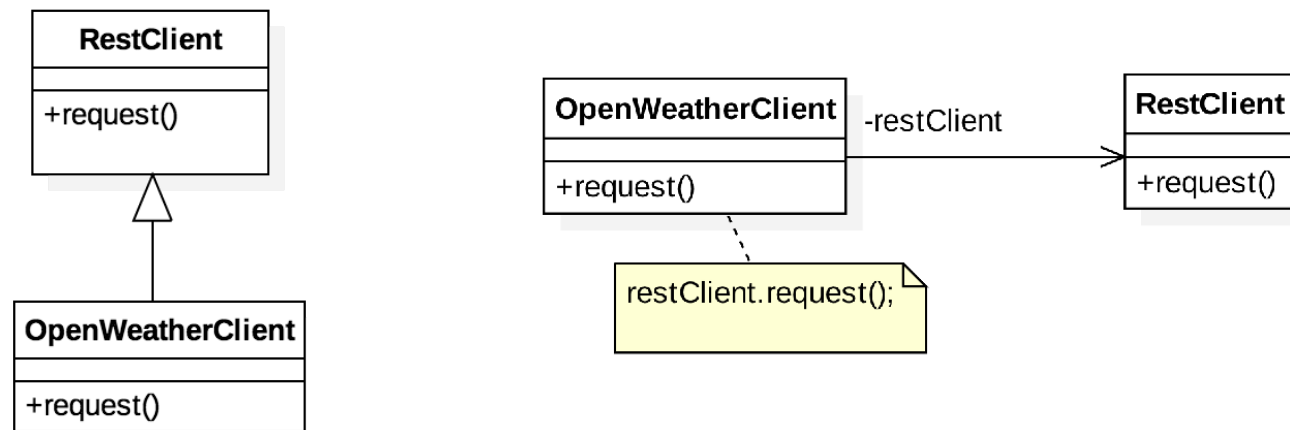 RestClient
+request()
OpenWeatherClient
+request()
OpenWeatherClient
+request()
-restClient
RestClient
+request()
restClient.request();